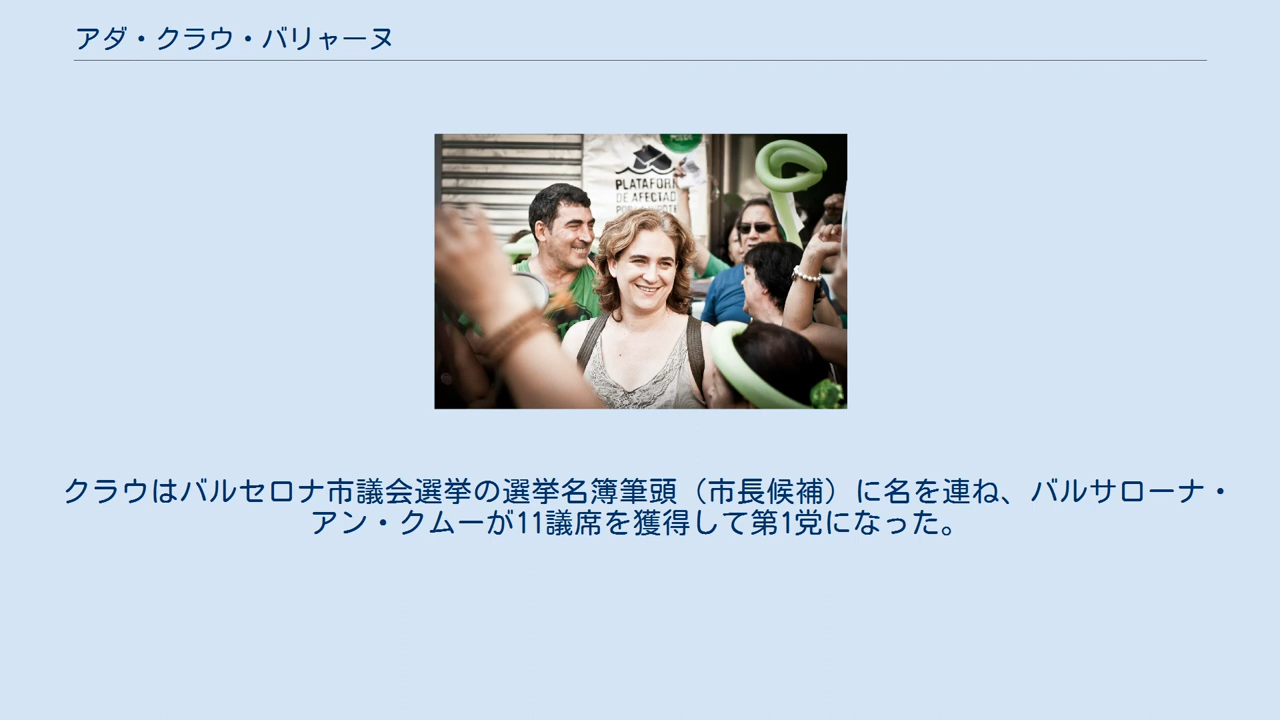 アダ・クラウ・バリャーヌ
PLATAFORM
DE AFECTAD
クラウはバルセロナ市議会選挙の選挙名簿筆頭（市長候補）に名を連ね、バルサローナ・
アン・クムーが11議席を獲得して第1党になった。